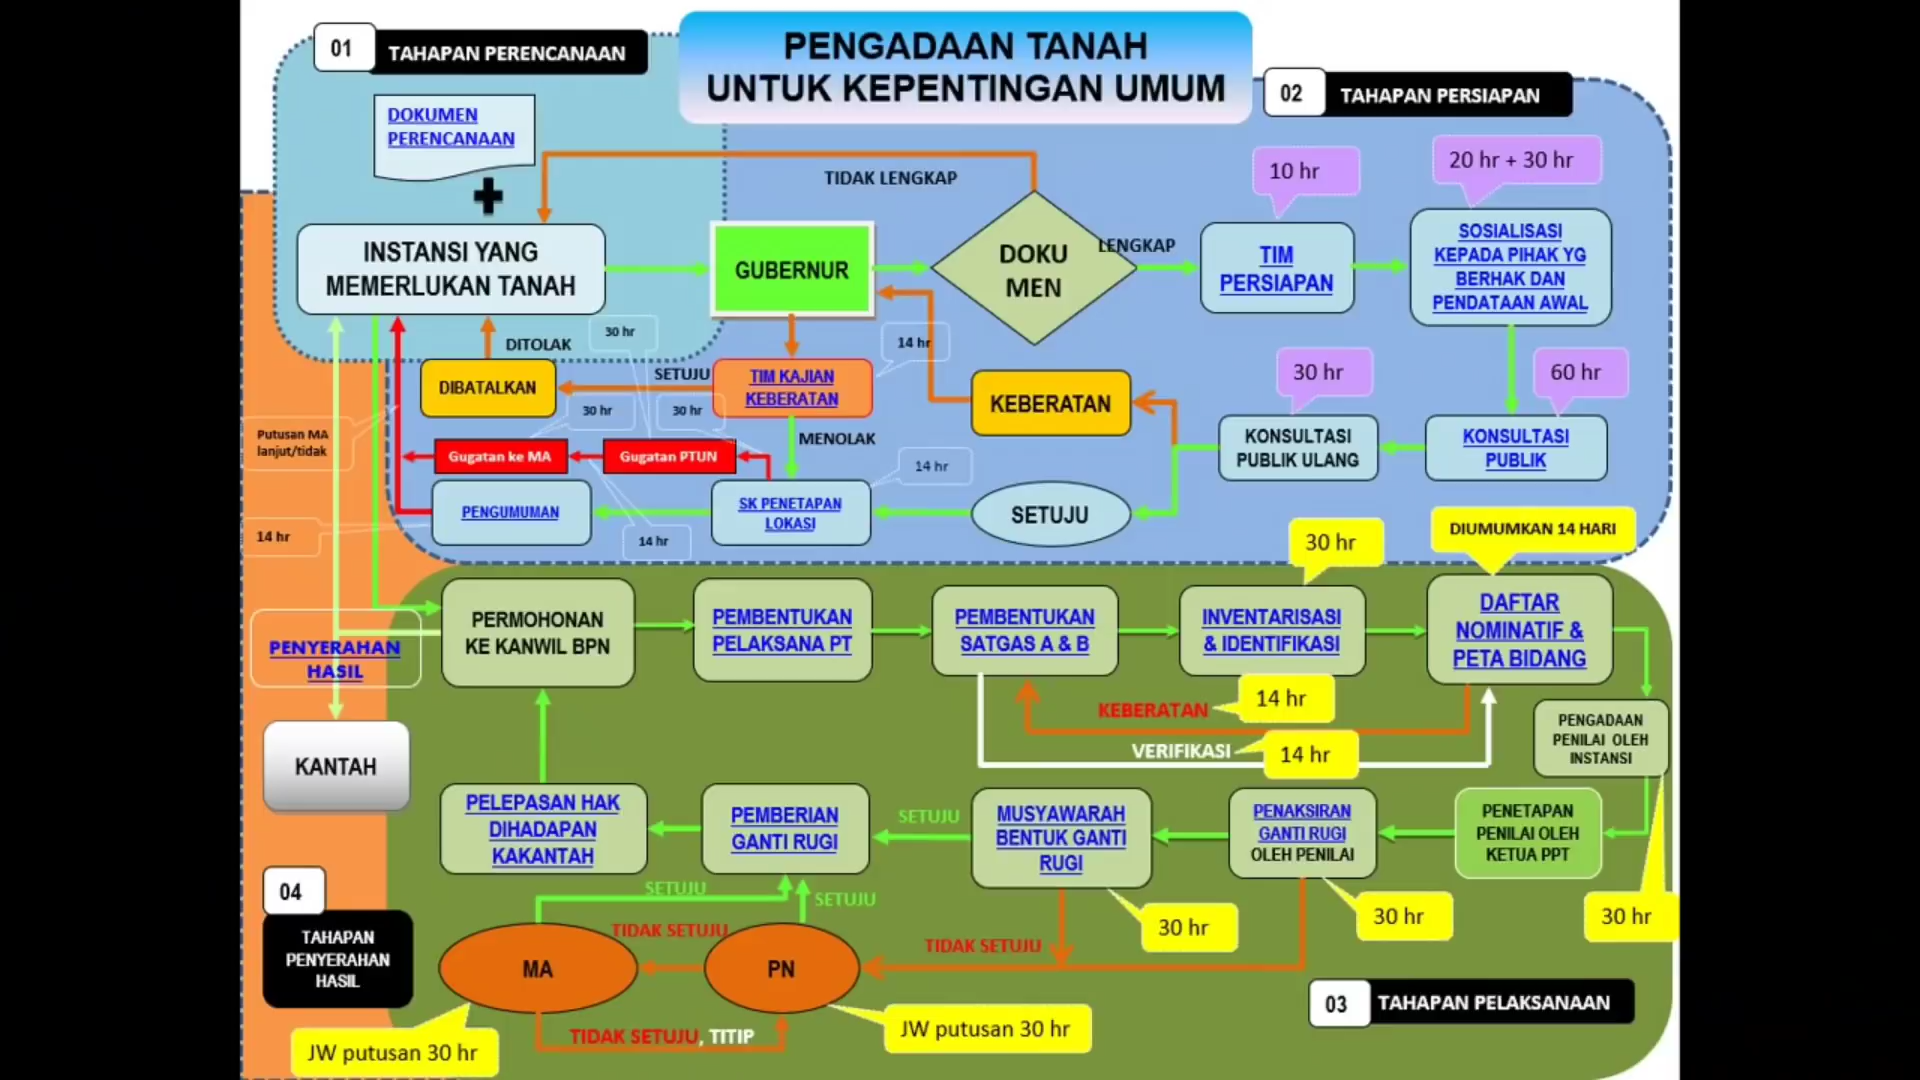 PENGADAAN TANAH
UNTUK KEPENTINGAN UMUM
01
TAHAPAN PERENCANAAN
02
TAHAPAN PERSIAPAN
DOKUMEN
PERENCANAAN
TIDAK LENGKAP
10 hr
20 hr + 30 hr
INSTANSI YANG
MEMERLUKAN TANAH
GUBERNUR
DOKU
MEN
LENGKAP
TIM
PERSIAPAN
SOSIALISASI
KEPADA PIHAK YG
BERHAK DAN
PENDATAAN AWAL
30 hr
DITOLAK
14 hr
DIBATALKAN
SETUJU
TIM KAJIAN
KEBERATAN
KEBERATAN
30 hr
60 hr
30 hr
30 hr
MENOLAK
Putusan MA
lanjut/tidak
Gugatan ke MA
Gugatan PTUN
14 hr
KONSULTASI
PUBLIK ULANG
KONSULTASI
PUBLIK
PENGUMUMAN
SK PENETAPAN
LOKASI
SETUJU
14 hr
14 hr
30 hr
DIUMUMKAN 14 HARI
PERMOHONAN
KE KANWIL BPN
PEMBENTUKAN
PELAKSANA PT
PEMBENTUKAN
SATGAS A & B
INVENTARISASI
& IDENTIFIKASI
DAFTAR
NOMINATIF &
PETA BIDANG
PENYERAHAN
HASIL
KEBERATAN
14 hr
VERIFIKASI
14 hr
PENGADAAN
PENILAI OLEH
INSTANSI
KANTAH
PELEPASAN HAK
DIHADAPAN
KAKANTAH
PEMBERIAN
GANTI RUGI
SETUJU
MUSYAWARAH
BENTUK GANTI
RUGI
PENAKSIRAN
GANTI RUGI
OLEH PENILAI
PENETAPAN
PENILAI OLEH
KETUA PPT
04
TAHAPAN
PENYERAHAN
HASIL
SETUJU
SETUJU
30 hr
30 hr
30 hr
TIDAK SETUJU
TIDAK SETUJU
MA
PN
03
TAHAPAN PELAKSANAAN
TIDAK SETUJU, TITIP
JW putusan 30 hr
JW putusan 30 hr